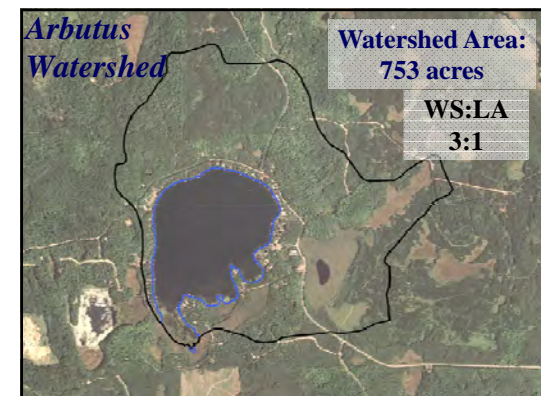 Arbutus
Watershed
Watershed Area:
753 acres
WS:LA
3:1